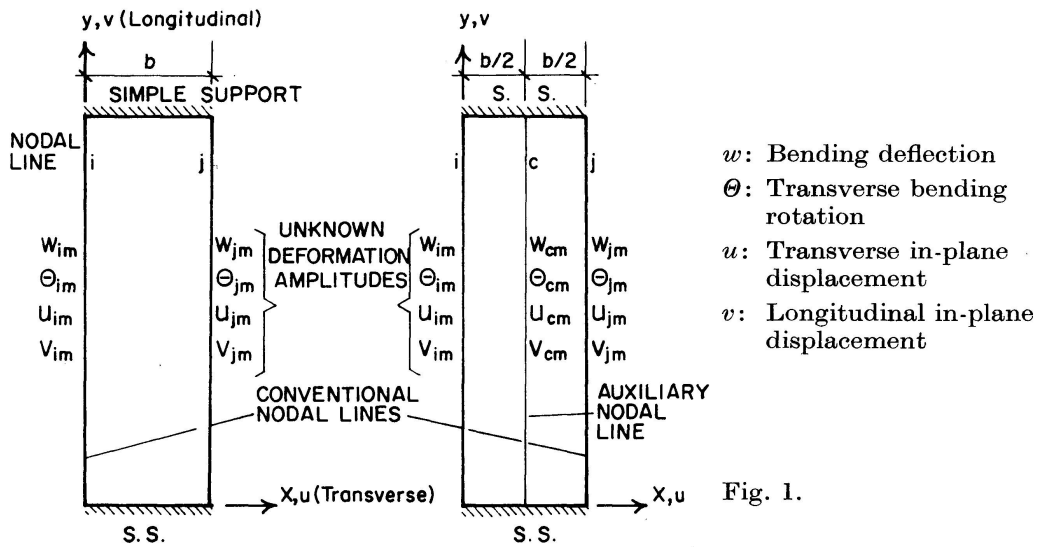 y, v (Longitudinal)
b
SIMPLE SUPPORT
NODAL
LINE
i
j
W_im
Θ_im
u_im
V_im
W_jm
Θ_jm
u_jm
V_jm
UNKNOWN
DEFORMATION
AMPLITUDES
CONVENTIONAL
NODAL LINES
X, u (Transverse)
S. S.
y, v
b/2
b/2
S. S.
i
c
j
W_im
Θ_im
u_im
V_im
W_cm
Θ_cm
u_cm
V_cm
W_jm
Θ_jm
u_jm
V_jm
AUXILIARY
NODAL
LINE
X, u
S. S.
w: Bending deflection
Θ: Transverse bending
rotation
u: Transverse in-plane
displacement
v: Longitudinal in-plane
displacement
Fig. 1.